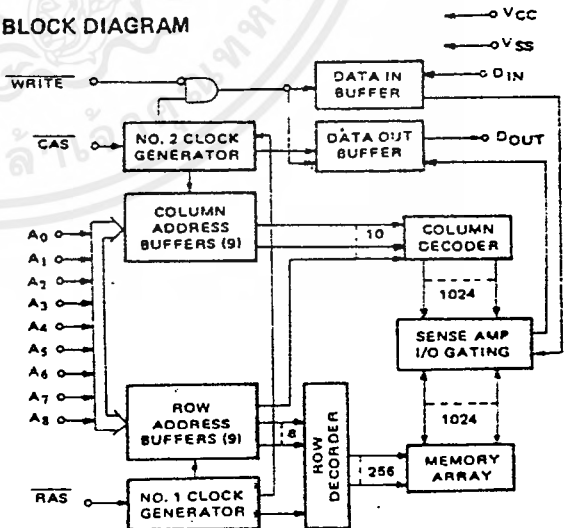 BLOCK DIAGRAM
VCC
VSS
WRITE
DATA IN
BUFFER
DIN
CAS
NO. 2 CLOCK
GENERATOR
DATA OUT
BUFFER
DOUT
COLUMN
ADDRESS
BUFFERS (9)
10
COLUMN
DECODER
A0
A1
A2
A3
A4
A5
A6
A7
A8
1024
SENSE AMP
I/O GATING
ROW
ADDRESS
BUFFERS (9)
8
ROW
DECORDER
1024
256
MEMORY
ARRAY
RAS
NO. 1 CLOCK
GENERATOR